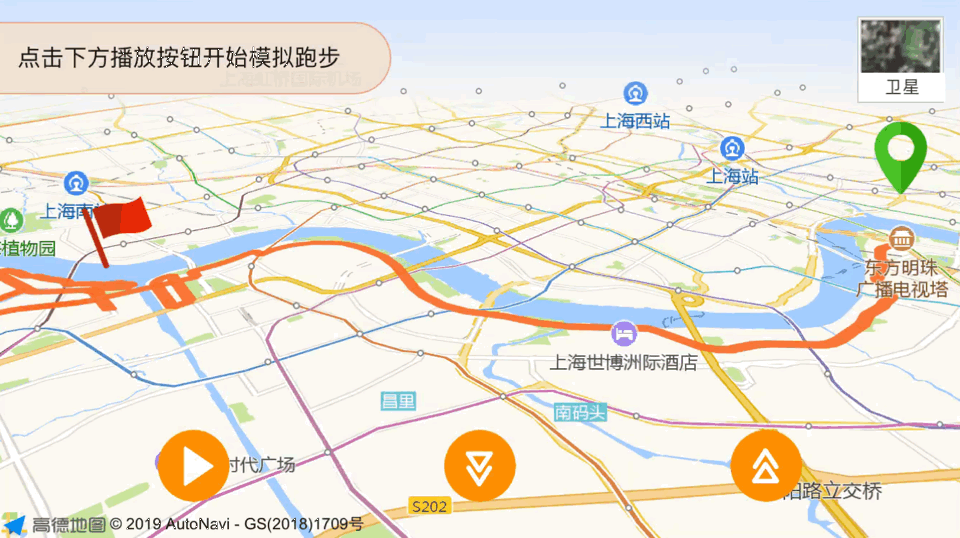 点击下方播放按钮开始模拟跑步
卫星
上海西站
上海站
上海南
植物园
东方明珠
广播电视塔
上海世博洲际酒店
昌里
南码头
时代广场
S202
阳路立交桥
高德地图 © 2019 AutoNavi - GS(2018)1709号